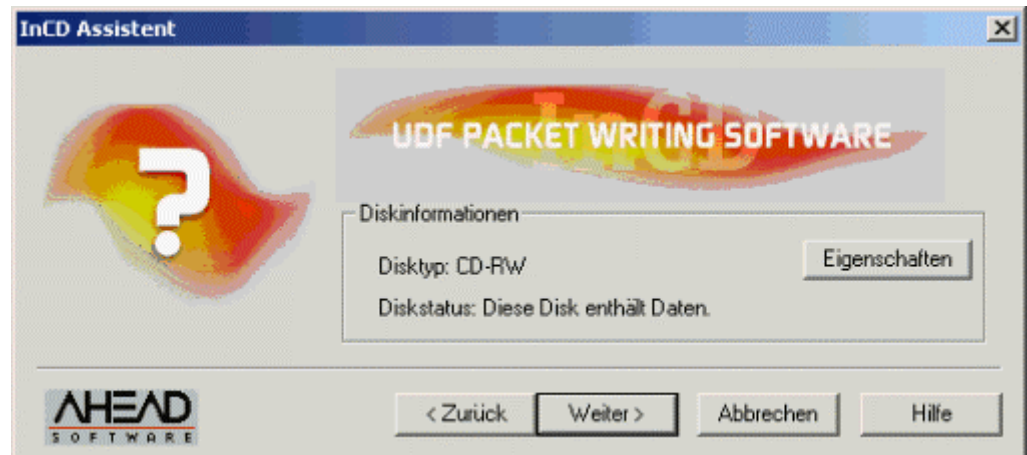 InCD Assistent
InCD
UDF PACKET WRITING SOFTWARE
Diskinformationen
Disktyp: CD-RW
Eigenschaften
Diskstatus: Diese Disk enthält Daten.
AHEAD
SOFTWARE
< Zurück
Weiter >
Abbrechen
Hilfe